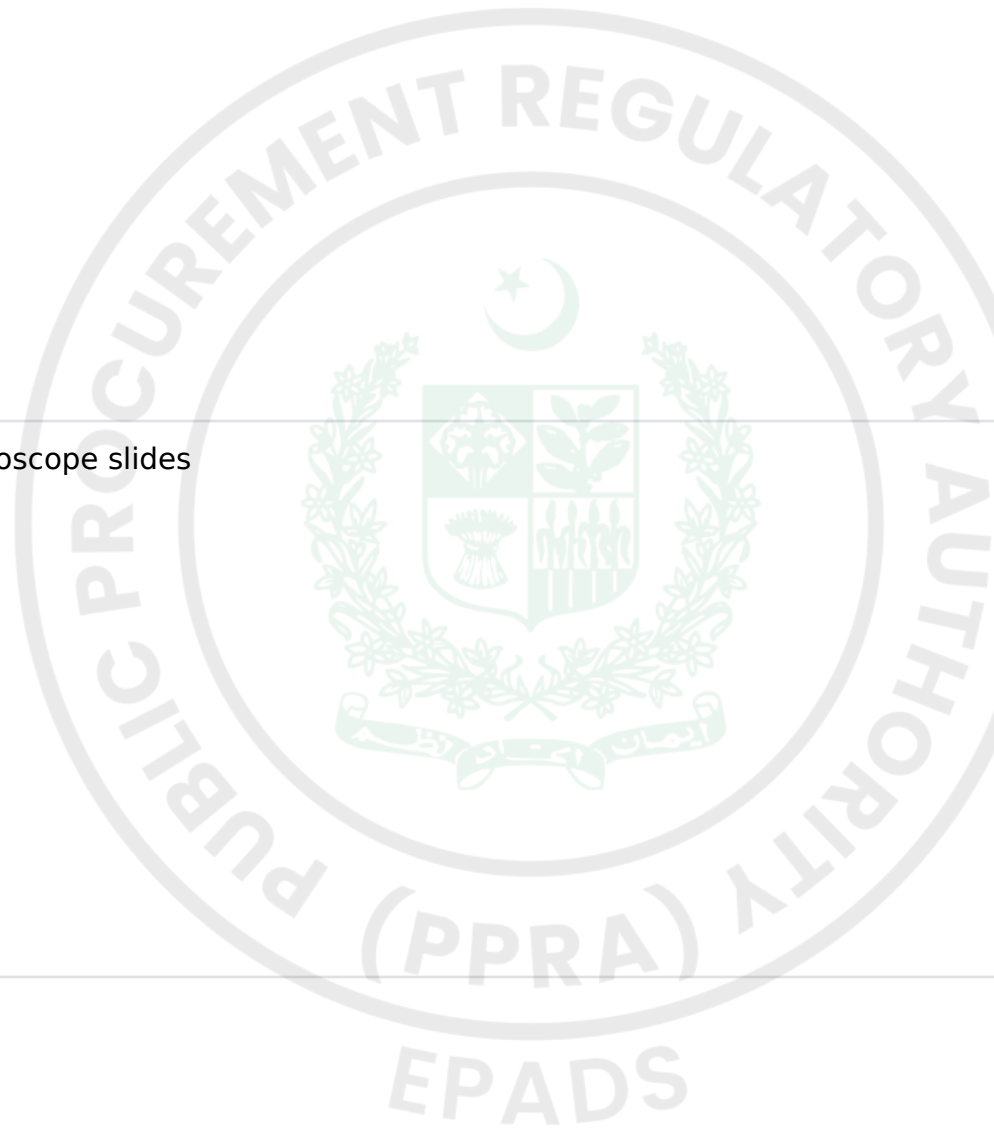 PUBLIC PROCUREMENT REGULATORY AUTHORITY
oscope slides
(PPRA)
EPADS